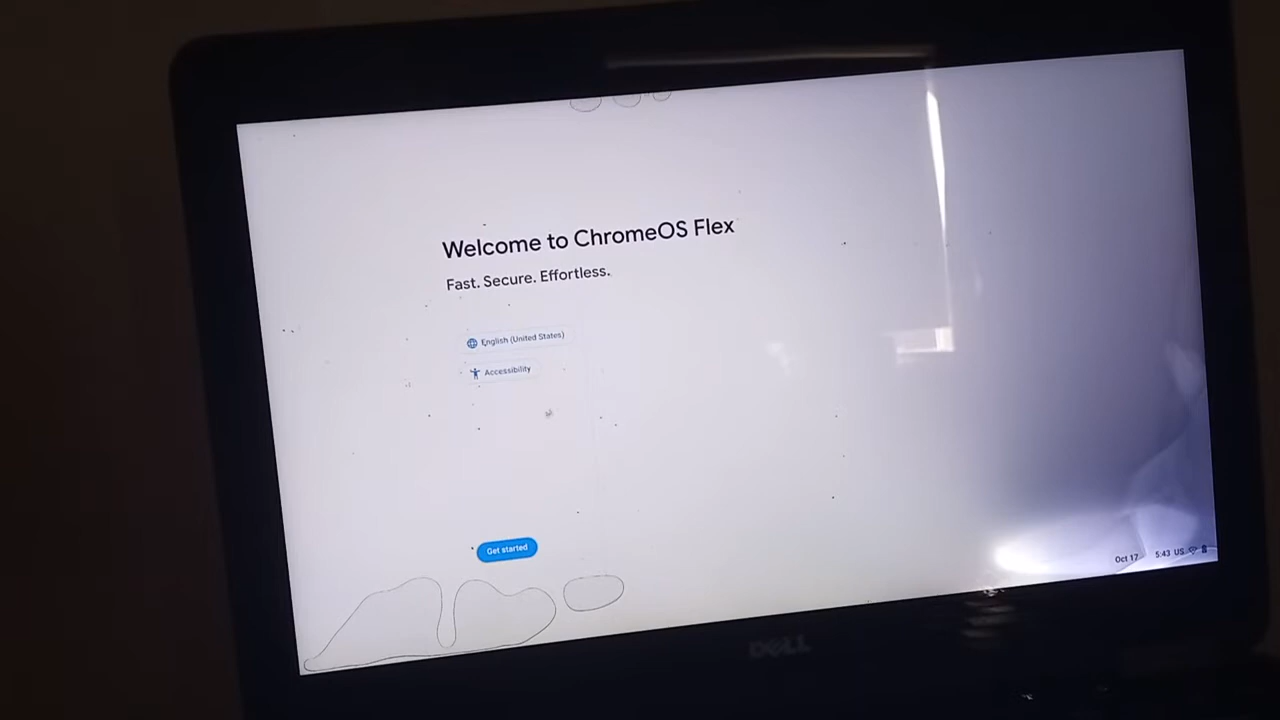 Welcome to ChromeOS Flex
Fast. Secure. Effortless.
English (United States)
Accessibility
Get started
Oct 17 5:43 US
DELL